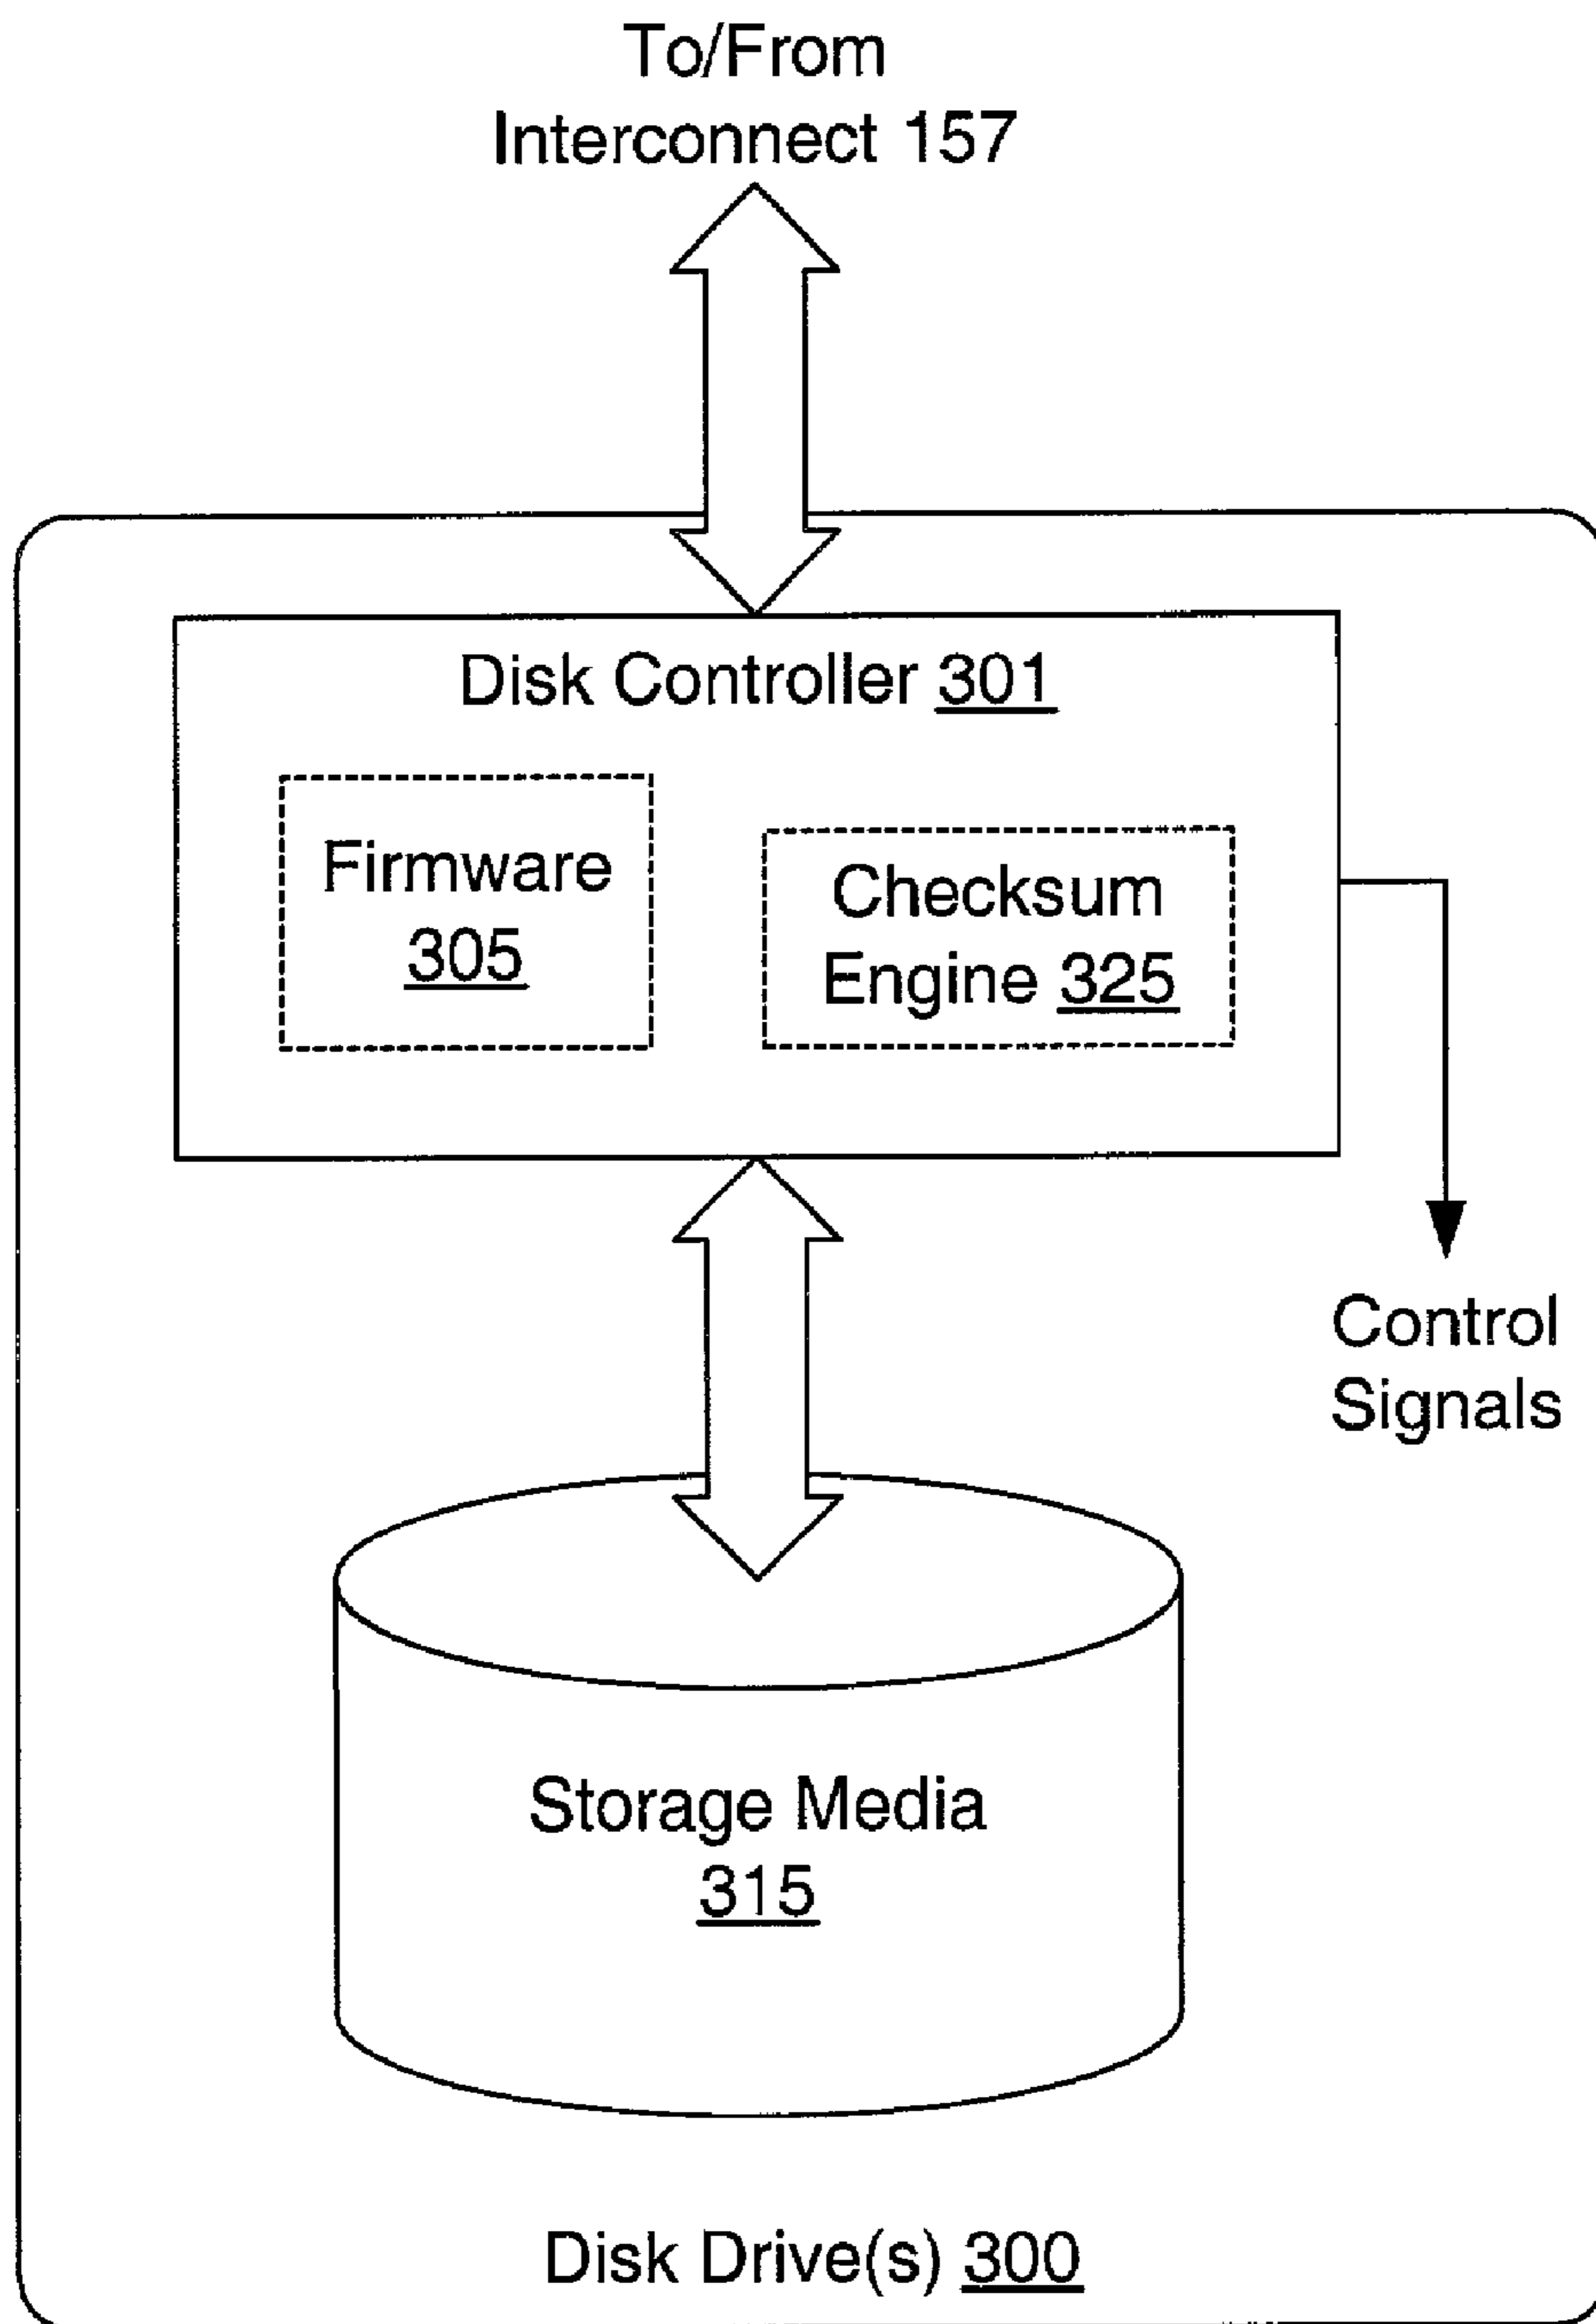 To/From
Interconnect 157
Disk Controller 301
Firmware
305
Checksum
Engine 325
Control
Signals
Storage Media
315
Disk Drive(s) 300